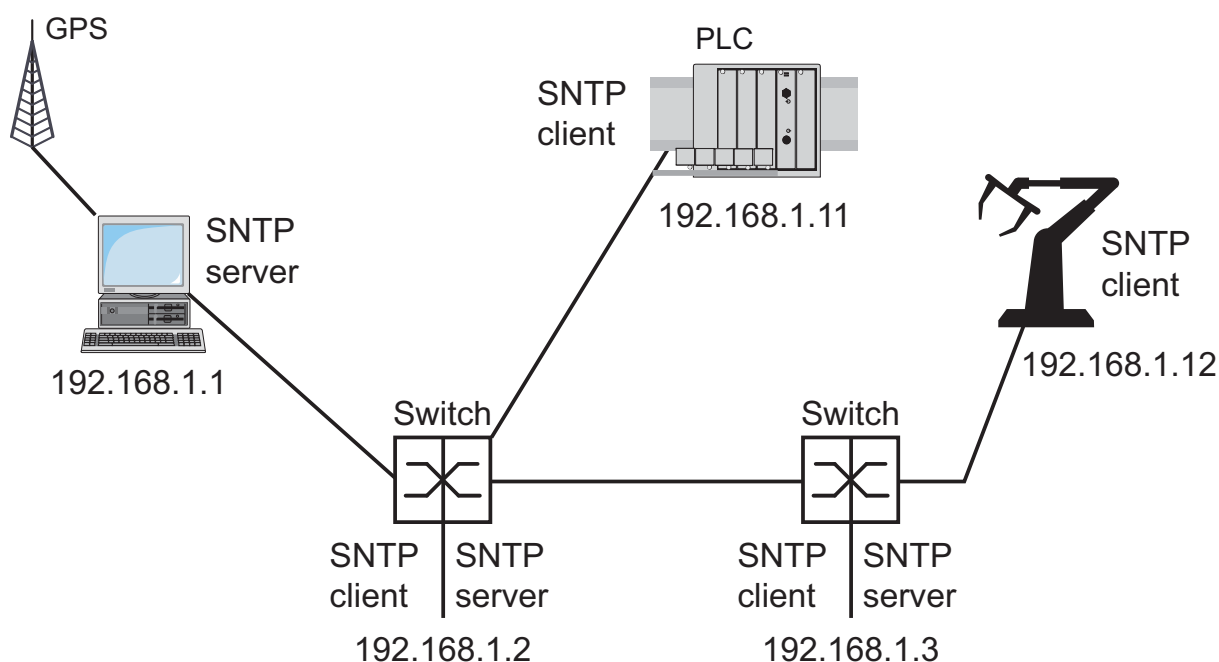 GPS
PLC
SNTP
client
192.168.1.11
SNTP
server
192.168.1.1
SNTP
client
192.168.1.12
Switch
Switch
SNTP
client
SNTP
server
192.168.1.2
SNTP
client
SNTP
server
192.168.1.3